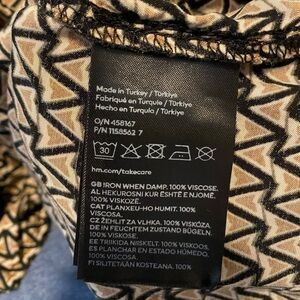 Made in Turkey / Türkiye
Fabriqué en Turquie / Türkiye
Hecho en Turquía / Türkiye
O/N 458167
P/N 1158562 7
30
hm.com/takecare
GB IRON WHEN DAMP. 100% VISCOSE.
AL HEKUROSNI KUR ËSHTË E NJOMË.
100% VISKOZË.
CAT PLANXEU-HO HUMIT. 100%
VISCOSA.
CZ ŽEHLIT ZA VLHKA. 100% VISKÓZA
DE IN FEUCHTEM ZUSTAND BÜGELN.
100% VISKOSE.
EE TRIIKIDA NIISKELT. 100% VISKOOS.
ES PLANCHAR EN ESTADO HÚMEDO.
100% VISCOSA.
FI SILITETÄÄN KOSTEANA. 100%